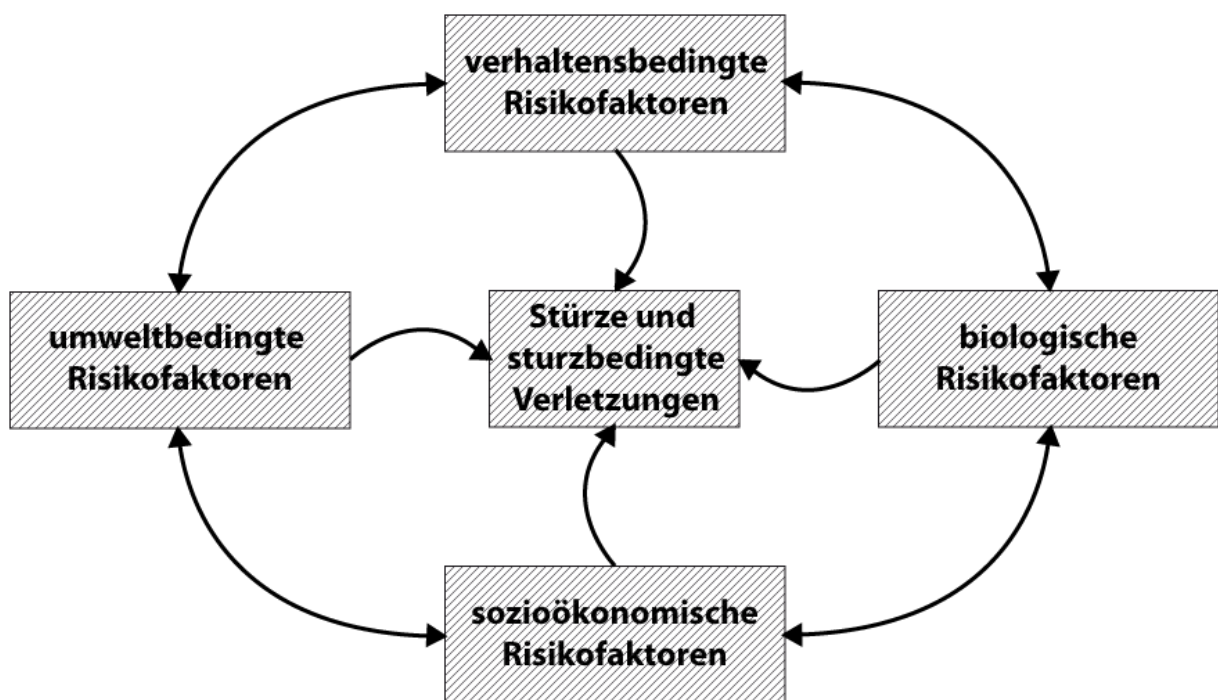 verhaltensbedingte
Risikofaktoren
umweltbedingte
Risikofaktoren
Stürze und
sturzbedingte
Verletzungen
biologische
Risikofaktoren
sozioökonomische
Risikofaktoren